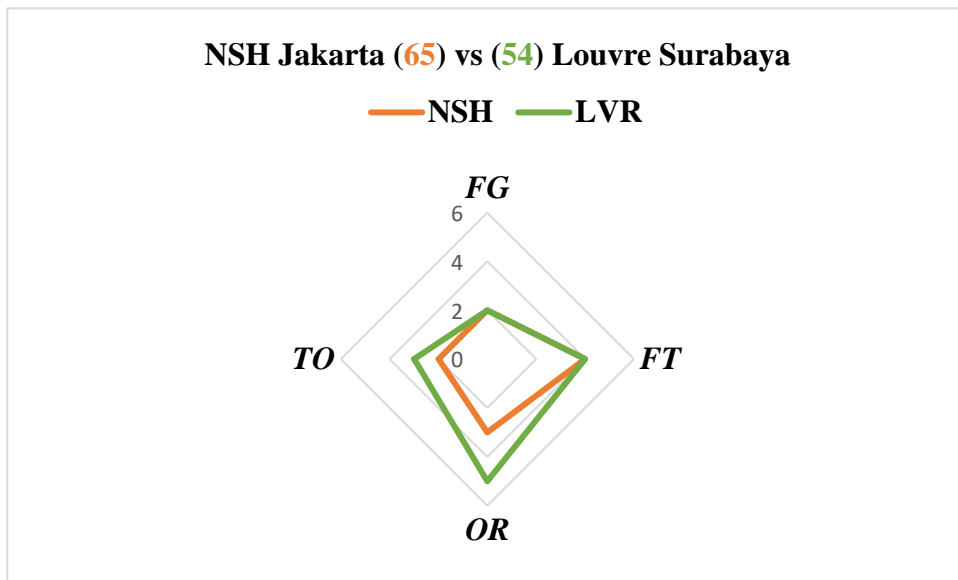 NSH Jakarta (65) vs (54) Louvre Surabaya
NSH LVR
FG
6
4
2
0
TO
FT
OR